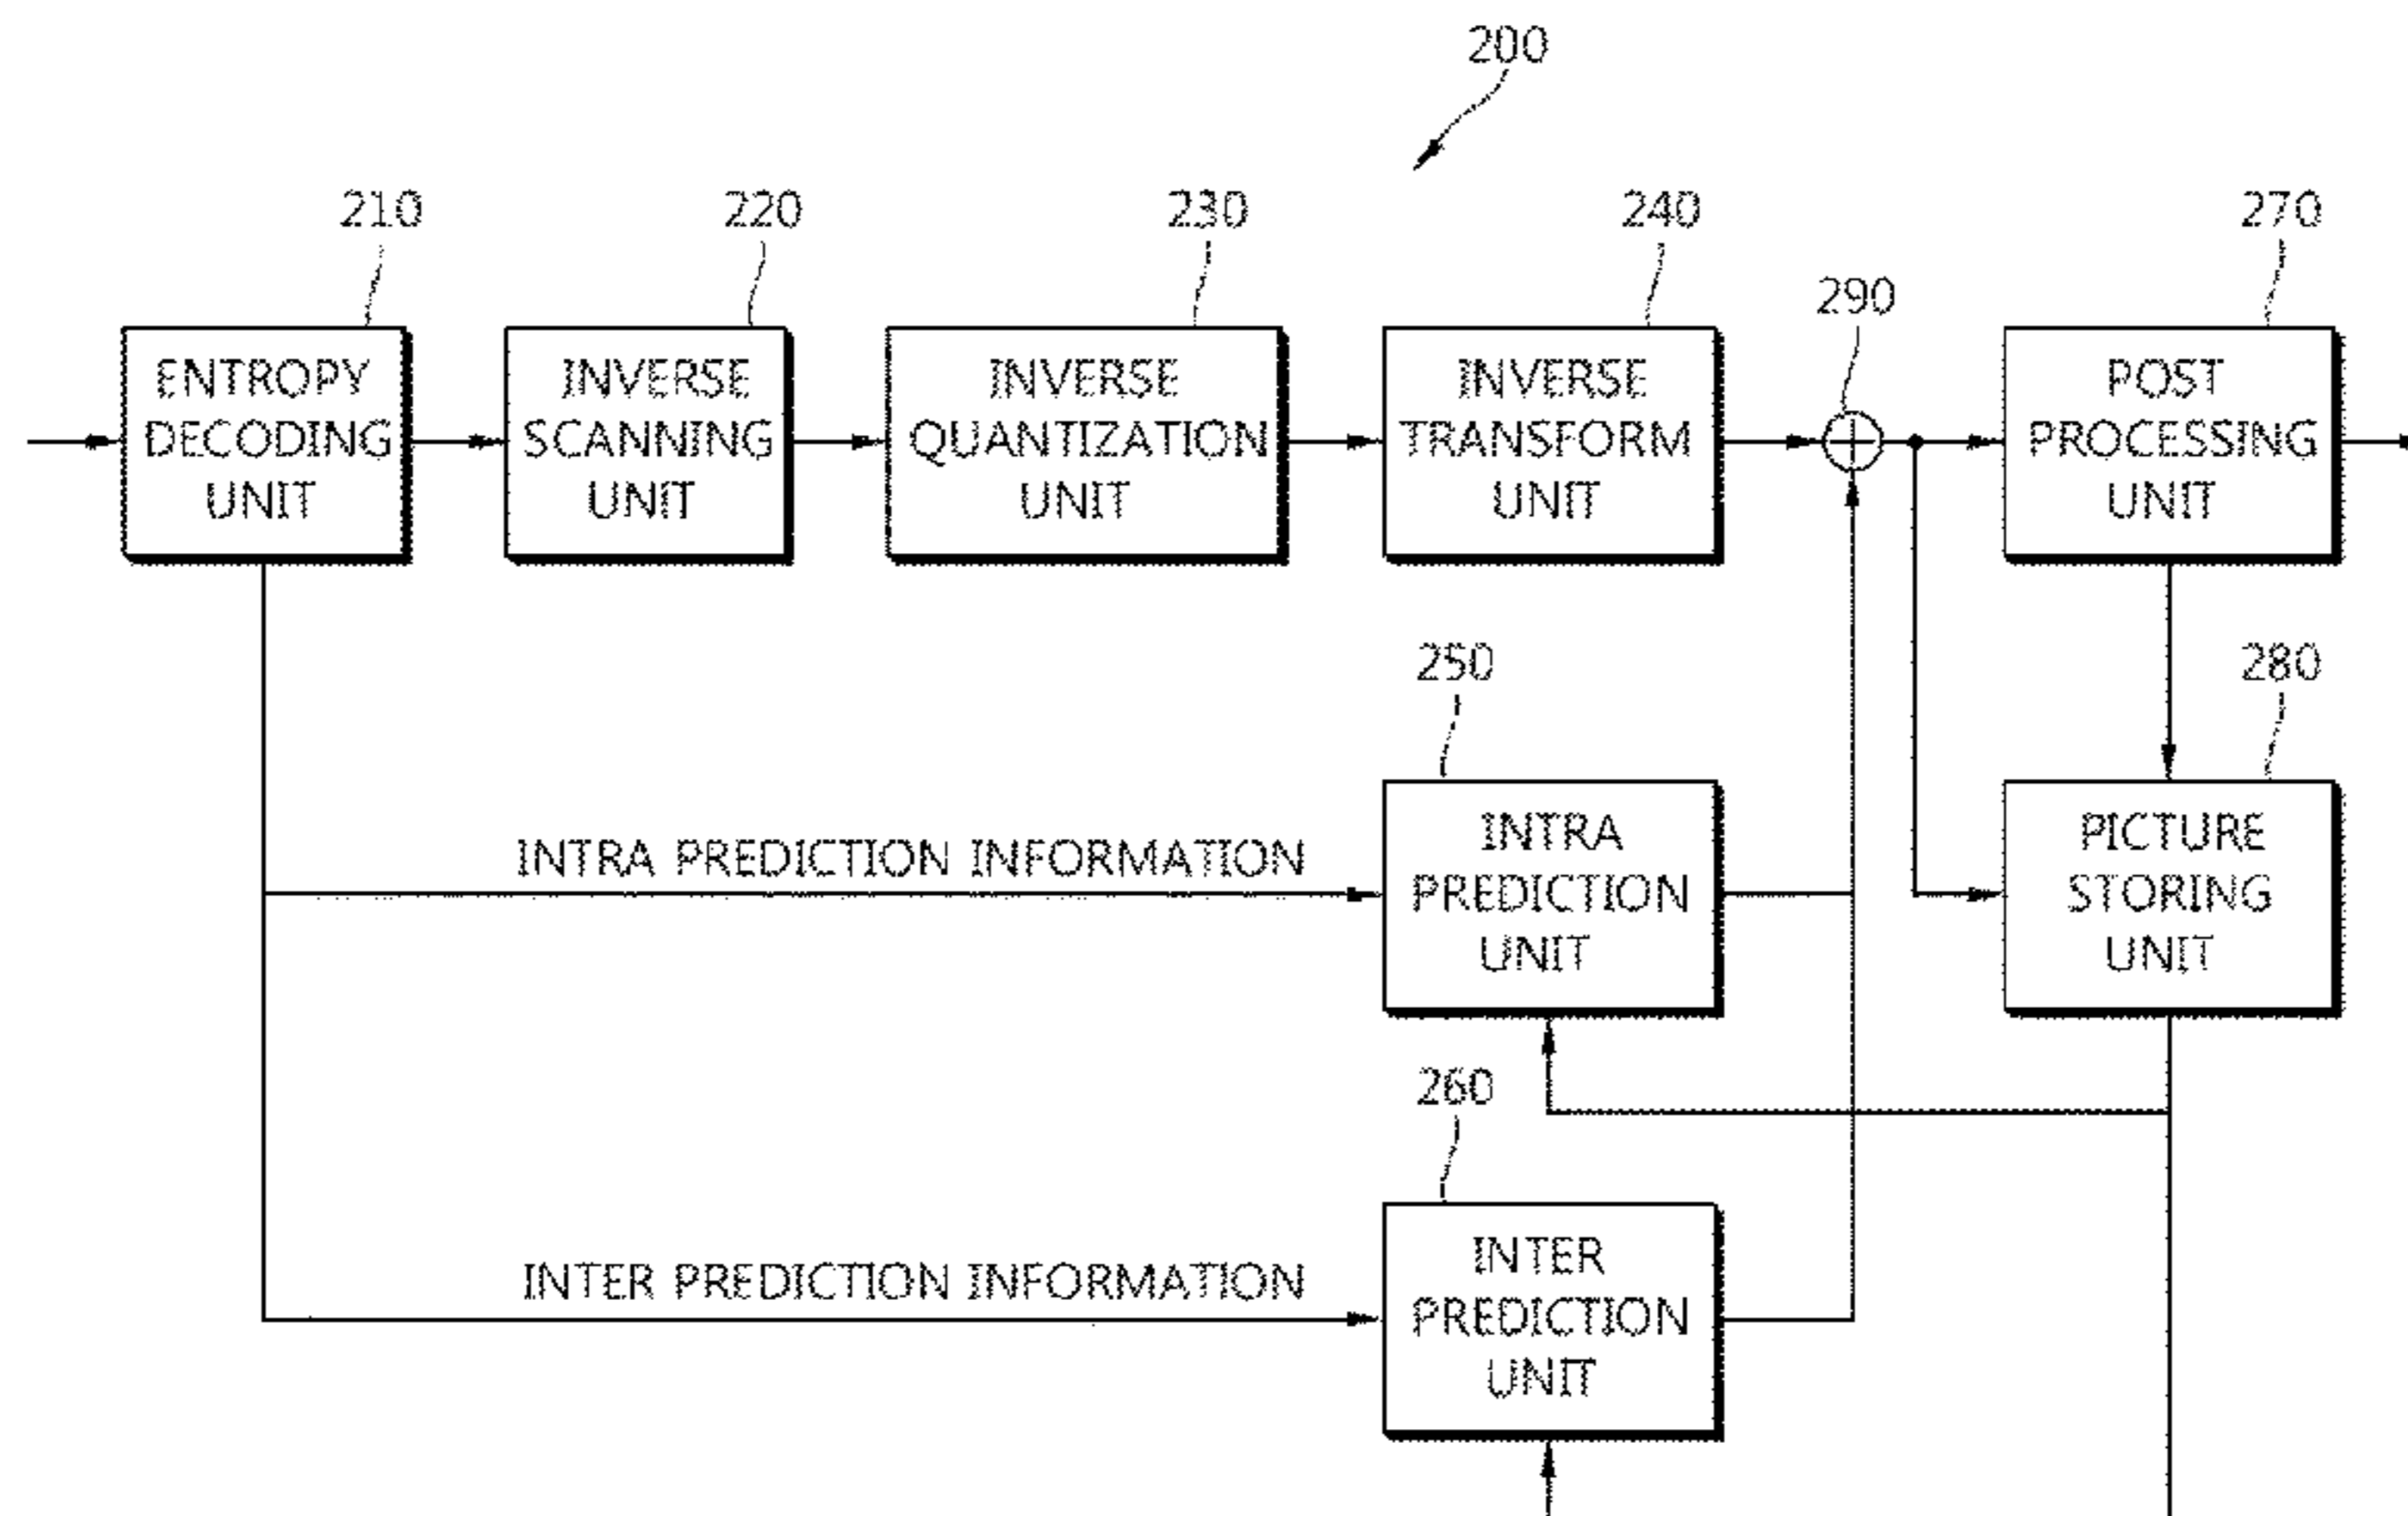 200
210
220
230
240
290
270
ENTROPY
DECODING
UNIT
INVERSE
SCANNING
UNIT
INVERSE
QUANTIZATION
UNIT
INVERSE
TRANSFORM
UNIT
POST
PROCESSING
UNIT
250
280
INTRA PREDICTION INFORMATION
INTRA
PREDICTION
UNIT
PICTURE
STORING
UNIT
260
INTER PREDICTION INFORMATION
INTER
PREDICTION
UNIT